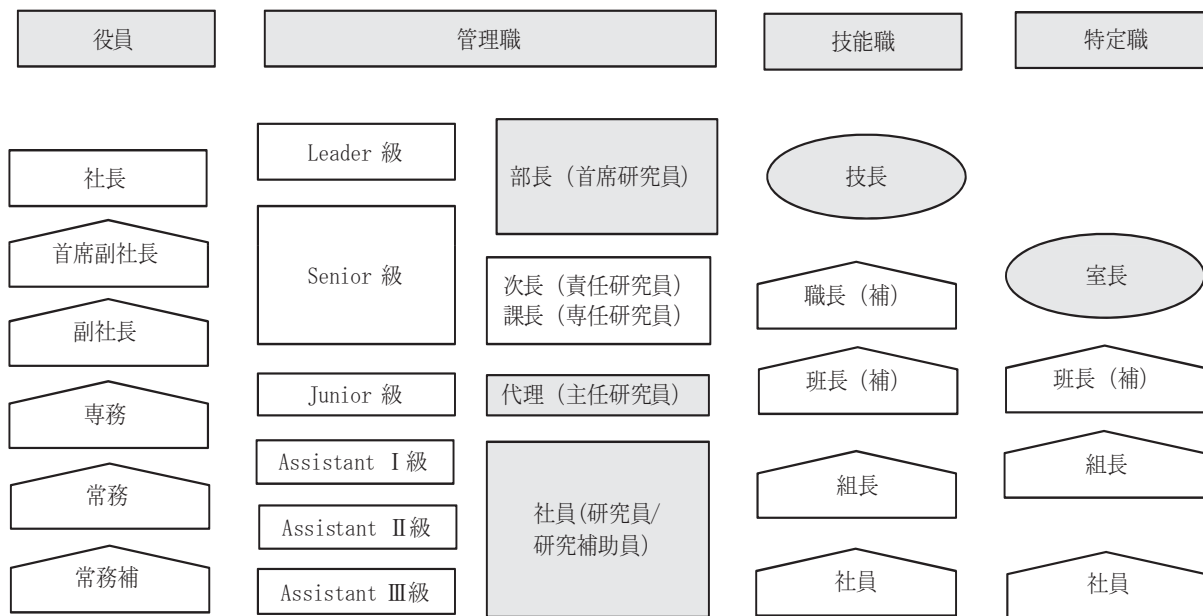 役員
管理職
技能職
特定職
社長
首席副社長
副社長
専務
常務
常務補
Leader 級
Senior 級
Junior 級
Assistant Ⅰ級
Assistant Ⅱ級
Assistant Ⅲ級
部長 (首席研究員)
次長 (責任研究員)
課長 (専任研究員)
代理 (主任研究員)
社員(研究員/
研究補助員)
技長
職長 (補)
班長 (補)
組長
社員
室長
班長 (補)
組長
社員